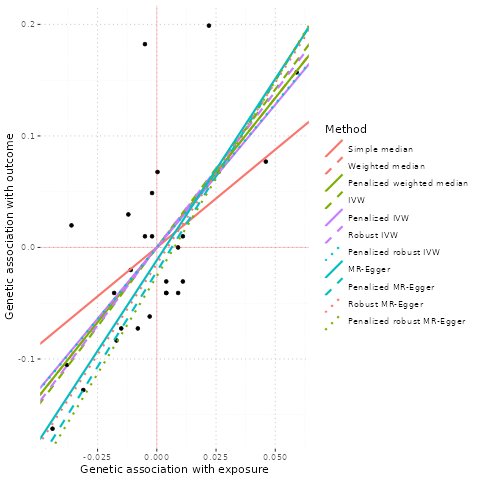 0.2
0.1
0.0
-0.1
-0.025
0.000
0.025
0.050
Genetic association with exposure
Genetic association with outcome
Method
Simple median
Weighted median
Penalized weighted median
IVW
Penalized IVW
Robust IVW
Penalized robust IVW
MR-Egger
Penalized MR-Egger
Robust MR-Egger
Penalized robust MR-Egger